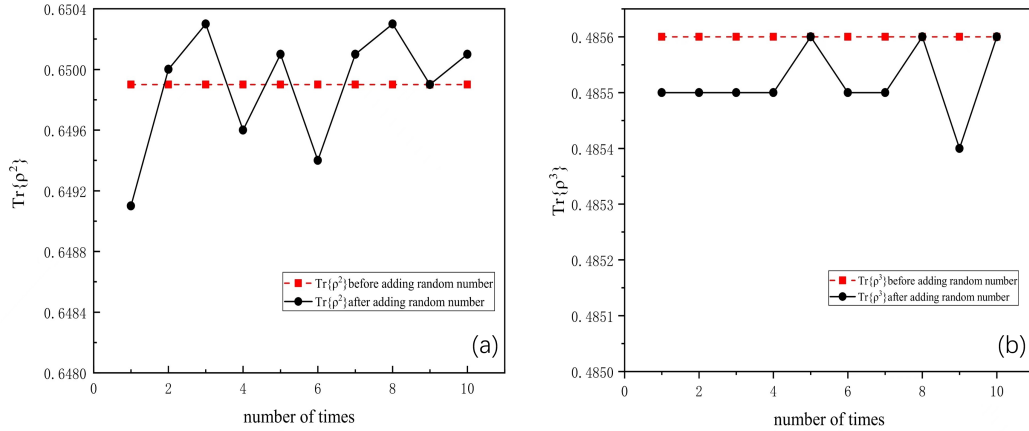 0.6504
0.6500
0.6496
0.6492
0.6488
0.6484
0.6480
Tr{ρ²}
0 2 4 6 8 10
number of times
Tr{ρ²}before adding random number
Tr{ρ²}after adding random number
(a)
0.4856
0.4855
0.4854
0.4853
0.4852
0.4851
0.4850
Tr{ρ³}
0 2 4 6 8 10
number of times
Tr{ρ³}before adding random number
Tr{ρ³}after adding random number
(b)